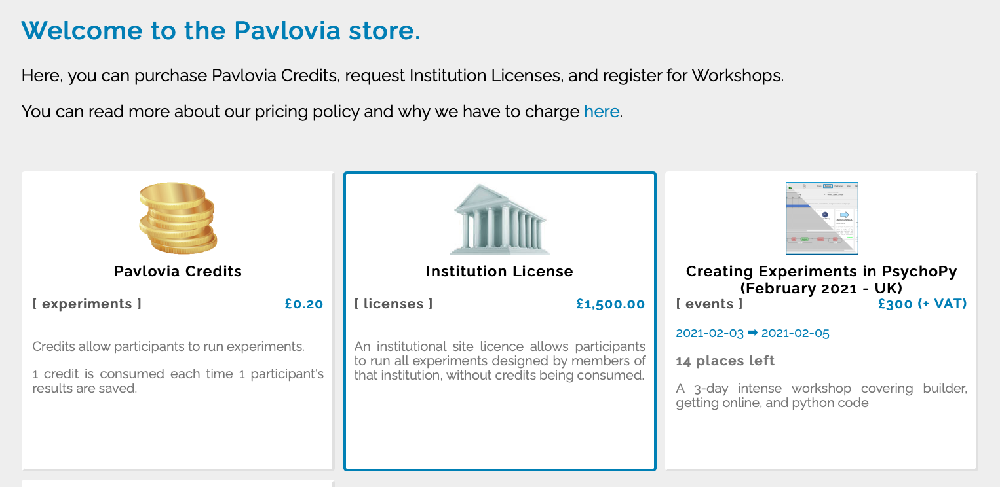 Welcome to the Pavlovia store.
Here, you can purchase Pavlovia Credits, request Institution Licenses, and register for Workshops.
You can read more about our pricing policy and why we have to charge here.
Pavlovia Credits
[ experiments ] £0.20
Credits allow participants to run experiments.
1 credit is consumed each time 1 participant's
results are saved.
Institution License
[ licenses ] £1,500.00
An institutional site licence allows participants
to run all experiments designed by members of
that institution, without credits being consumed.
Creating Experiments in PsychoPy
(February 2021 - UK)
[ events ] £300 (+ VAT)
2021-02-03 ➡ 2021-02-05
14 places left
A 3-day intense workshop covering builder,
getting online, and python code